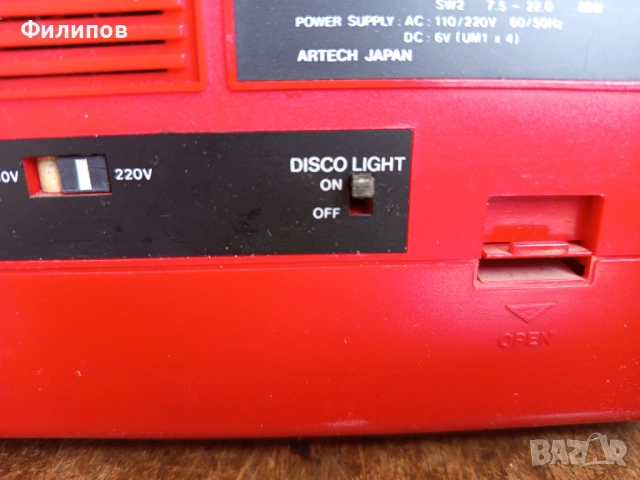 Филипов
SW2 7.5 - 22.0 MHz
POWER SUPPLY : AC : 110/220V 60/50Hz
DC : 6V (UM1 x 4)
ARTECH JAPAN
220V
DISCO LIGHT
ON
OFF
OPEN
BAZAR